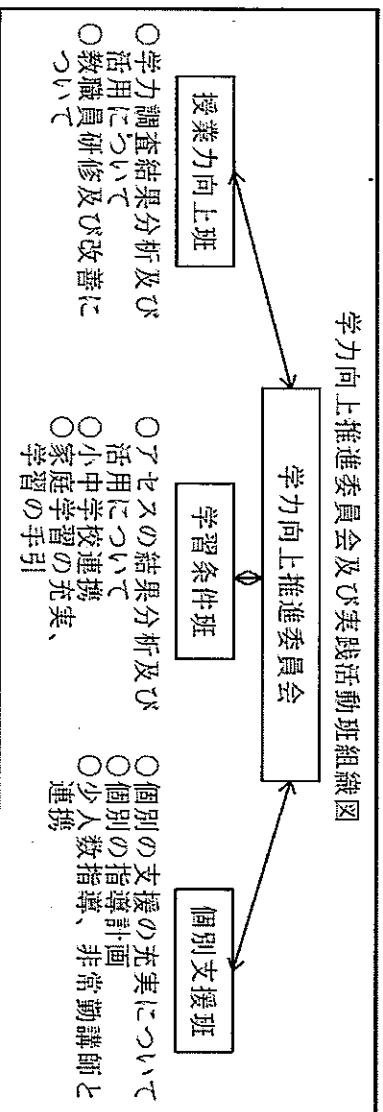 学力向上推進委員会及び実践活動班組織図
学力向上推進委員会
授業力向上班
○学力調査結果分析及び
活用について
○教職員研修及び改善に
ついて
学習条件班
○アセスの結果分析及び
活用について
○小中学校連携
○家庭学習の充実、
学習の手引
個別支援班
○個別の支援の充実について
○個別の指導計画
○少人数指導、非常勤講師と
連携